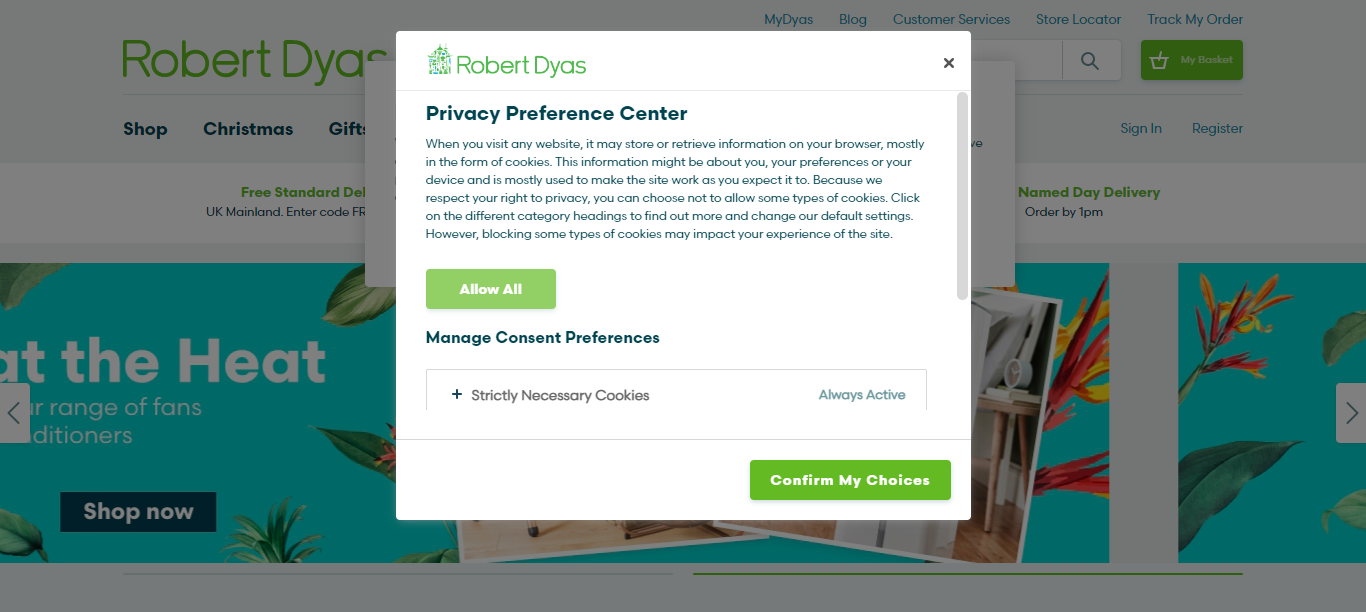 MyDyas Blog Customer Services Store Locator Track My Order
Robert Dyas
My Basket
Robert Dyas
Shop Christmas Gifts
Sign In Register
Privacy Preference Center
When you visit any website, it may store or retrieve information on your browser, mostly
in the form of cookies. This information might be about you, your preferences or your
device and is mostly used to make the site work as you expect it to. Because we
respect your right to privacy, you can choose not to allow some types of cookies. Click
on the different category headings to find out more and change our default settings.
However, blocking some types of cookies may impact your experience of the site.
Free Standard Del
UK Mainland. Enter code FR
Named Day Delivery
Order by 1pm
Allow All
Manage Consent Preferences
Strictly Necessary Cookies Always Active
Confirm My Choices
at the Heat
ur range of fans
nditioners
Shop now